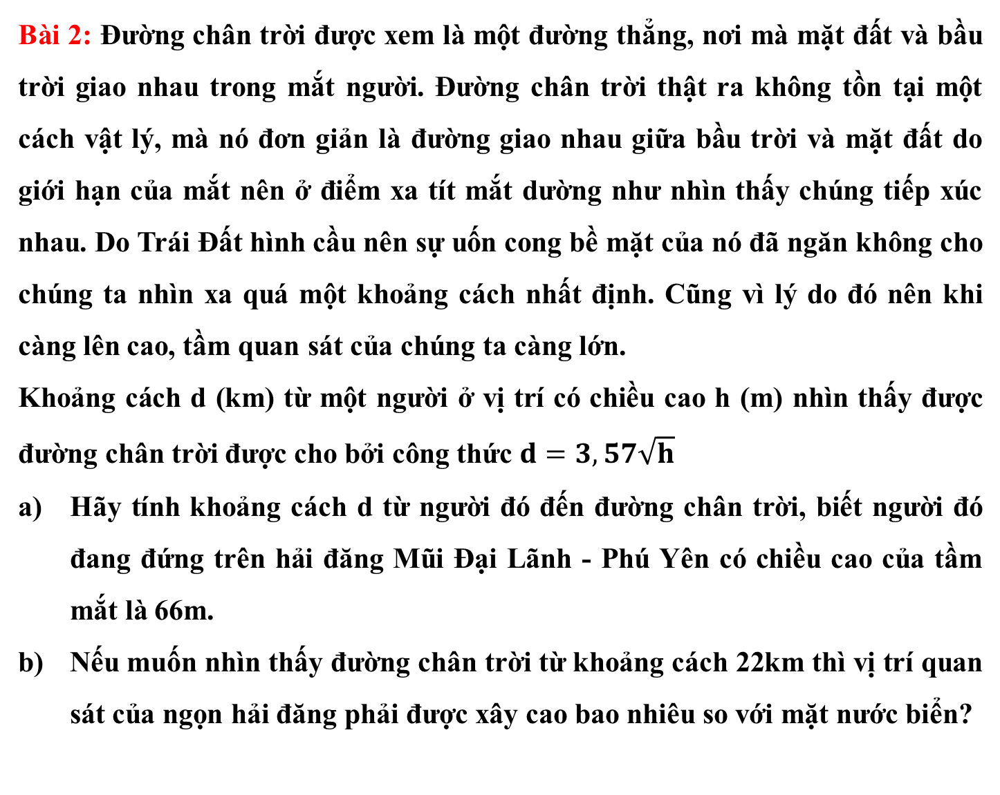 Bài 2: Đường chân trời được xem là một đường thẳng, nơi mà mặt đất và bầu
trời giao nhau trong mắt người. Đường chân trời thật ra không tồn tại một
cách vật lý, mà nó đơn giản là đường giao nhau giữa bầu trời và mặt đất do
giới hạn của mắt nên ở điểm xa tít mắt dường như nhìn thấy chúng tiếp xúc
nhau. Do Trái Đất hình cầu nên sự uốn cong bề mặt của nó đã ngăn không cho
chúng ta nhìn xa quá một khoảng cách nhất định. Cũng vì lý do đó nên khi
càng lên cao, tầm quan sát của chúng ta càng lớn.
Khoảng cách d (km) từ một người ở vị trí có chiều cao h (m) nhìn thấy được
đường chân trời được cho bởi công thức d = 3,57√h
a) Hãy tính khoảng cách d từ người đó đến đường chân trời, biết người đó
đang đứng trên hải đăng Mũi Đại Lãnh - Phú Yên có chiều cao của tầm
mắt là 66m.
b) Nếu muốn nhìn thấy đường chân trời từ khoảng cách 22km thì vị trí quan
sát của ngọn hải đăng phải được xây cao bao nhiêu so với mặt nước biển?